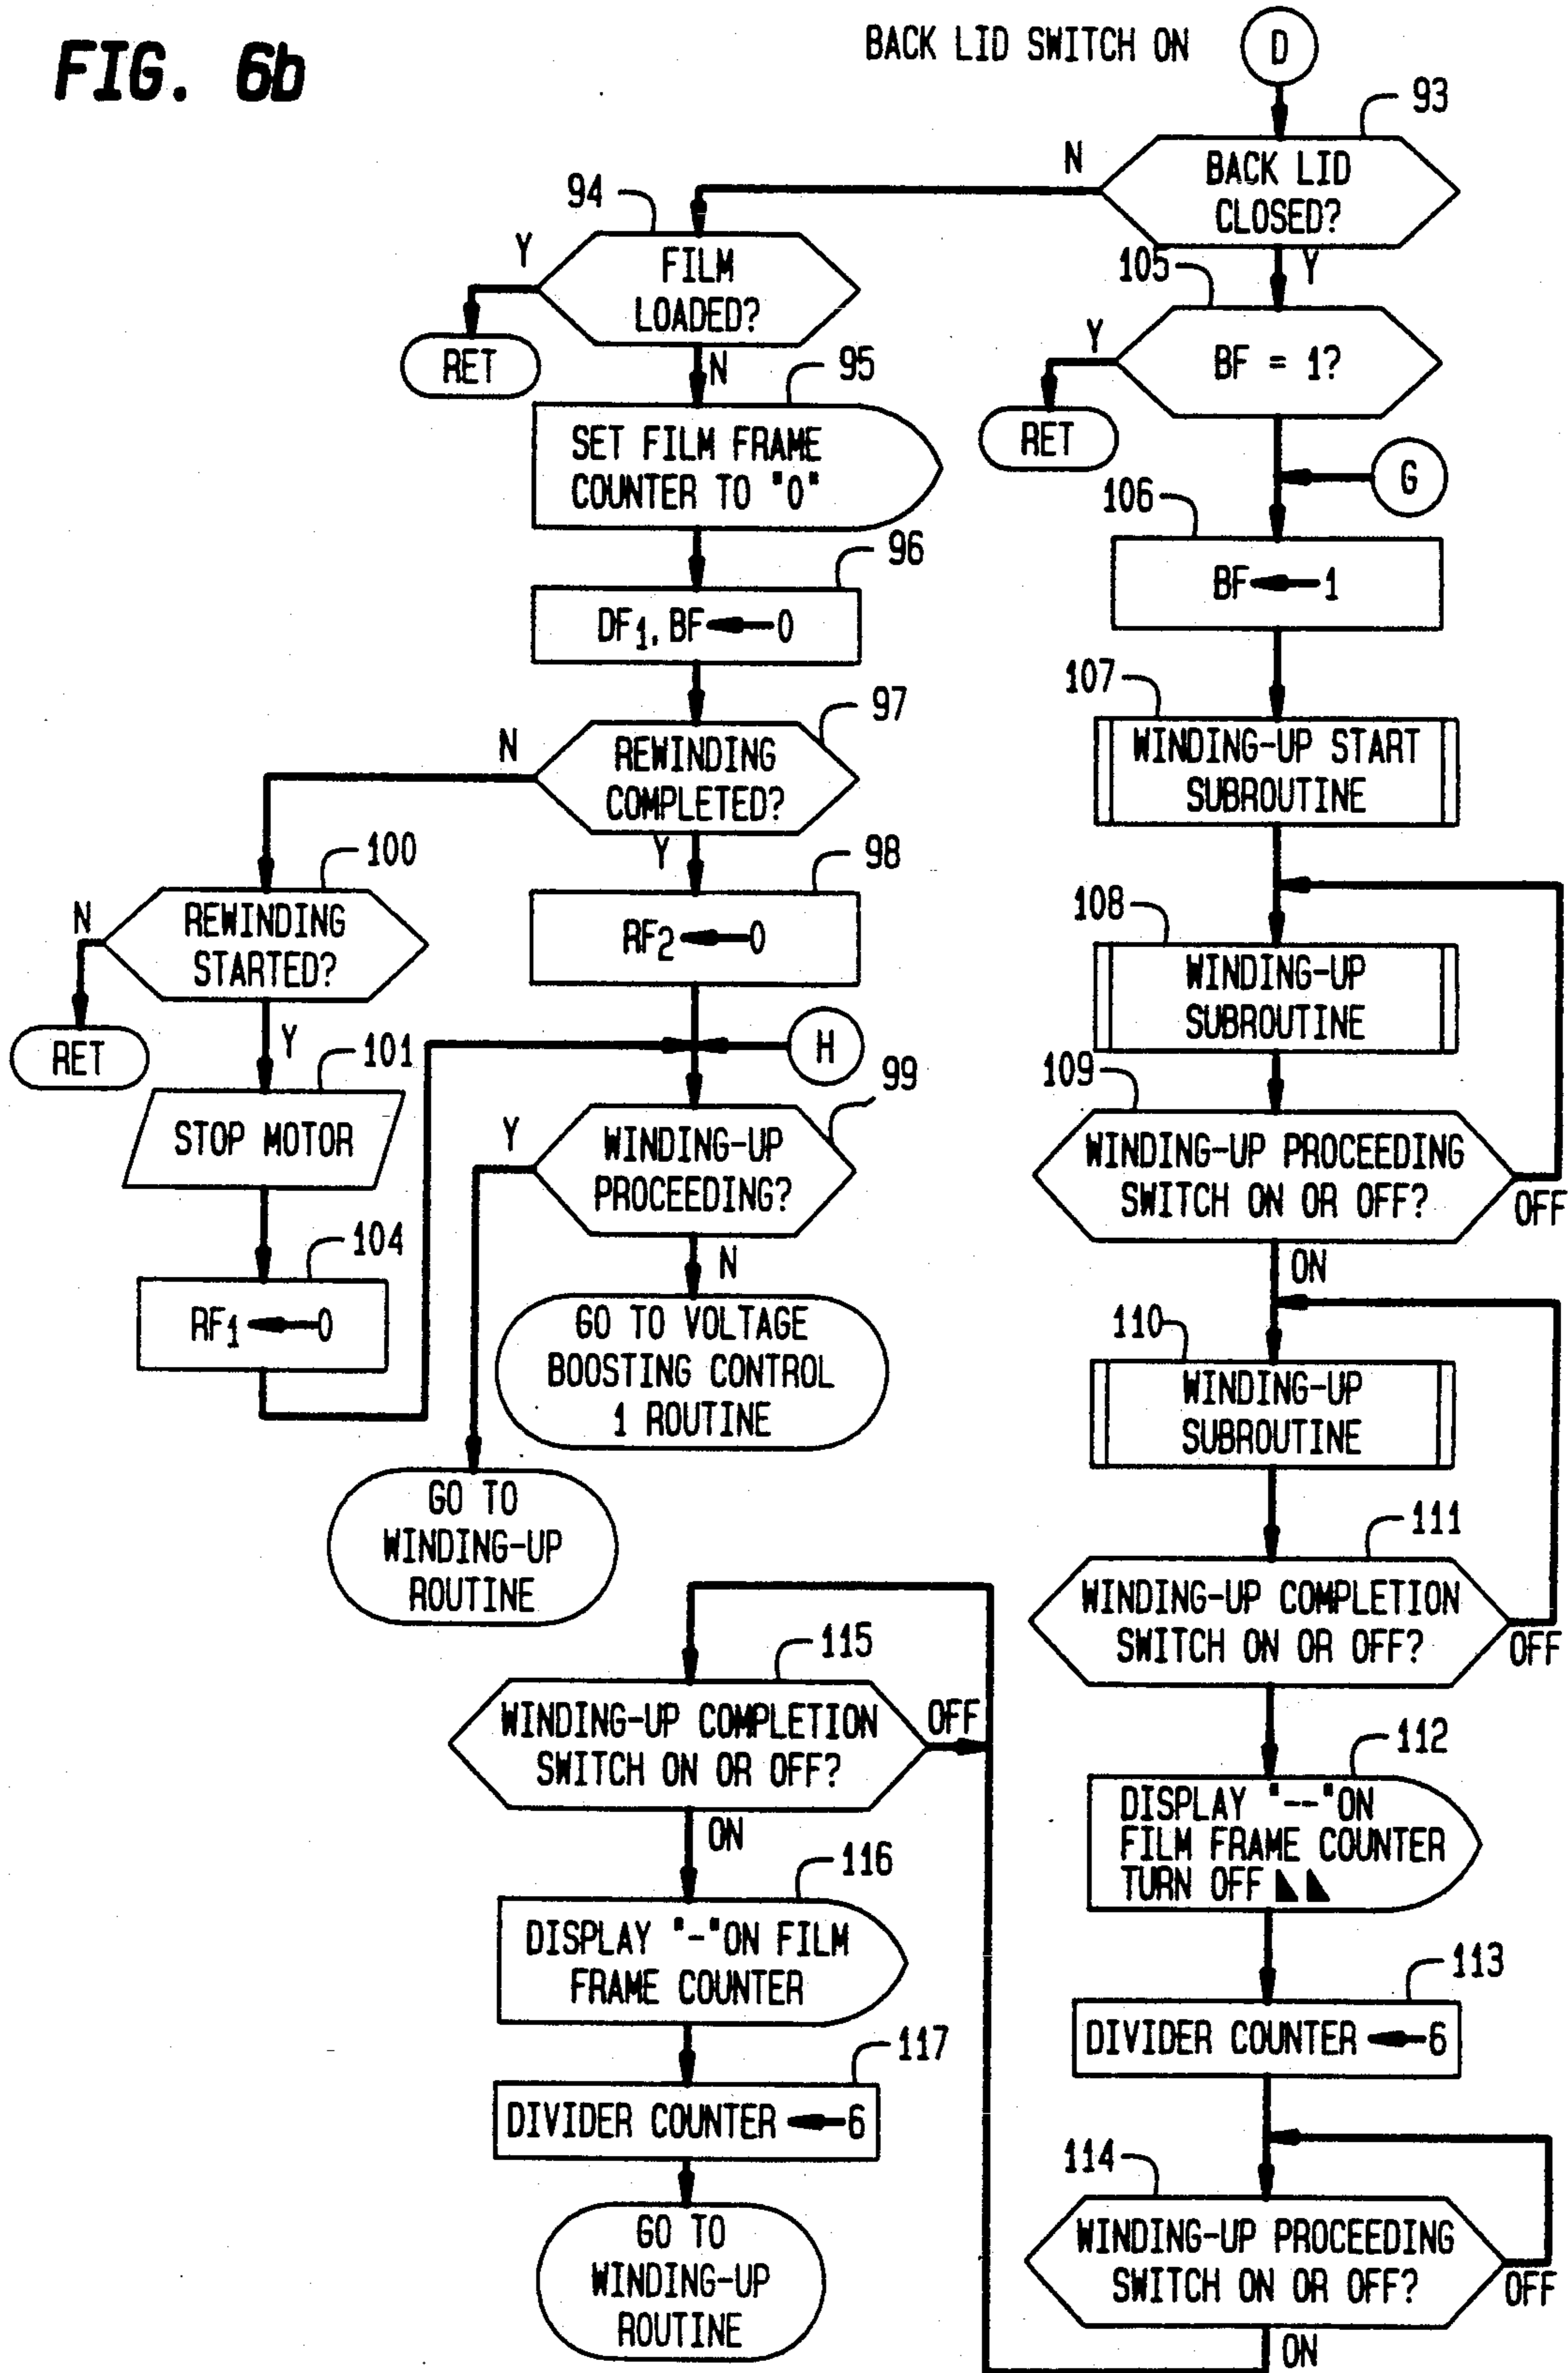 FIG. 6b
BACK LID SWITCH ON
D
93
BACK LID
CLOSED?
N
Y
94
FILM
LOADED?
Y
RET
N
95
SET FILM FRAME
COUNTER TO "0"
96
DF1, BF←0
97
REWINDING
COMPLETED?
N
Y
98
RF2←0
H
99
WINDING-UP
PROCEEDING?
Y
N
GO TO VOLTAGE
BOOSTING CONTROL
1 ROUTINE
GO TO
WINDING-UP
ROUTINE
100
REWINDING
STARTED?
N
RET
Y
101
STOP MOTOR
104
RF1←0
105
BF = 1?
Y
RET
G
106
BF←1
107
WINDING-UP START
SUBROUTINE
108
WINDING-UP
SUBROUTINE
109
WINDING-UP PROCEEDING
SWITCH ON OR OFF?
OFF
ON
110
WINDING-UP
SUBROUTINE
111
WINDING-UP COMPLETION
SWITCH ON OR OFF?
OFF
112
DISPLAY "--"ON
FILM FRAME COUNTER
TURN OFF
113
DIVIDER COUNTER←6
114
WINDING-UP PROCEEDING
SWITCH ON OR OFF?
OFF
ON
115
WINDING-UP COMPLETION
SWITCH ON OR OFF?
OFF
ON
116
DISPLAY "-"ON FILM
FRAME COUNTER
117
DIVIDER COUNTER←6
GO TO
WINDING-UP
ROUTINE